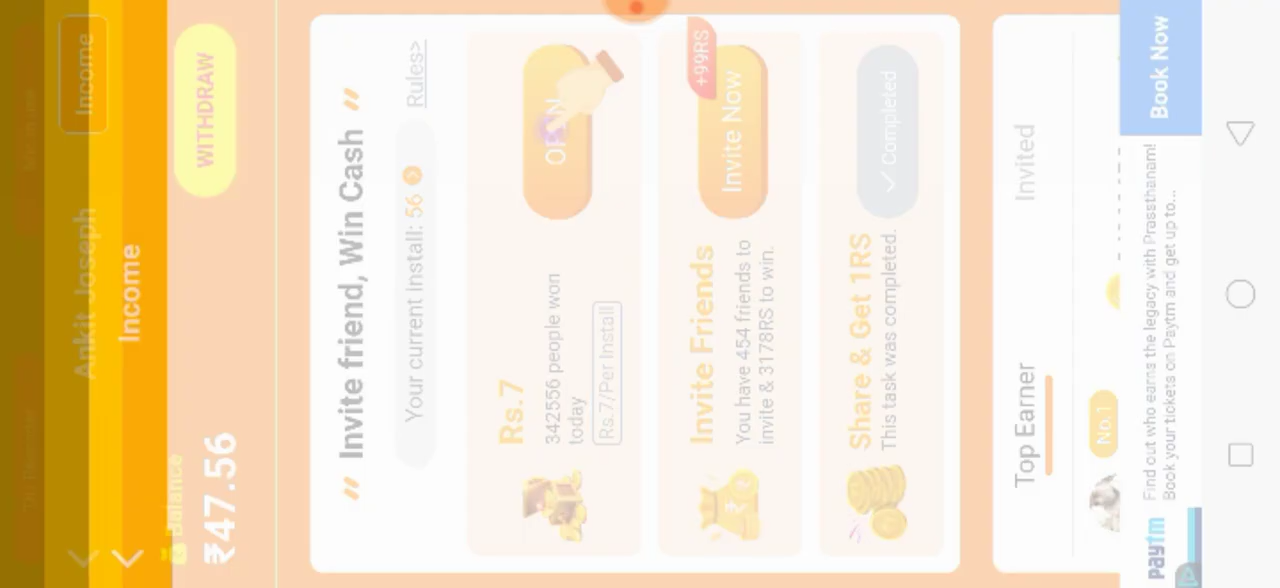 Ankit Joseph
Income
Income
Balance
₹47.56
WITHDRAW
Invite friend, Win Cash
Your current Install: 56
Rules>
Rs.7
342556 people won
today
Rs.7/Per Install
OPEN
Invite Friends
You have 454 friends to
invite & 3178RS to win.
+99RS
Invite Now
Share & Get 1RS
This task was completed.
✓ Completed
Top Earner
Invited
No.1
paytm
Find out who earns the legacy with Prassthanam!
Book your tickets on Paytm and get up to...
Book Now